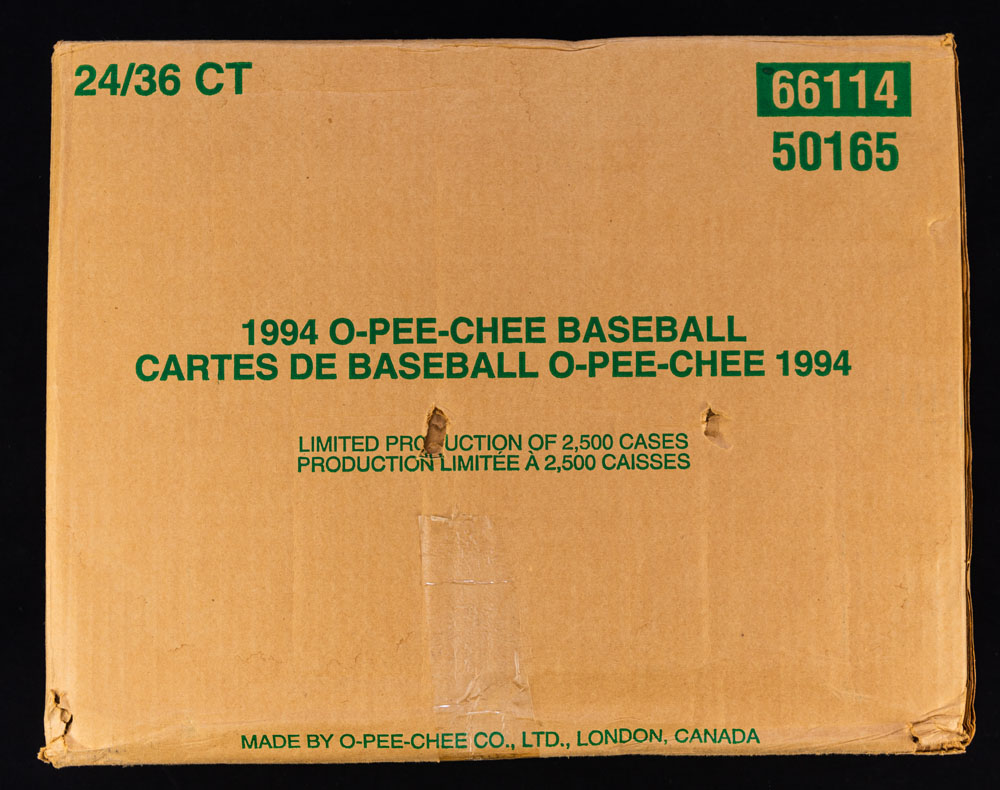 24/36 CT
66114
50165
1994 O-PEE-CHEE BASEBALL
CARTES DE BASEBALL O-PEE-CHEE 1994
LIMITED PRODUCTION OF 2,500 CASES
PRODUCTION LIMITÉE À 2,500 CAISSES
MADE BY O-PEE-CHEE CO., LTD., LONDON, CANADA